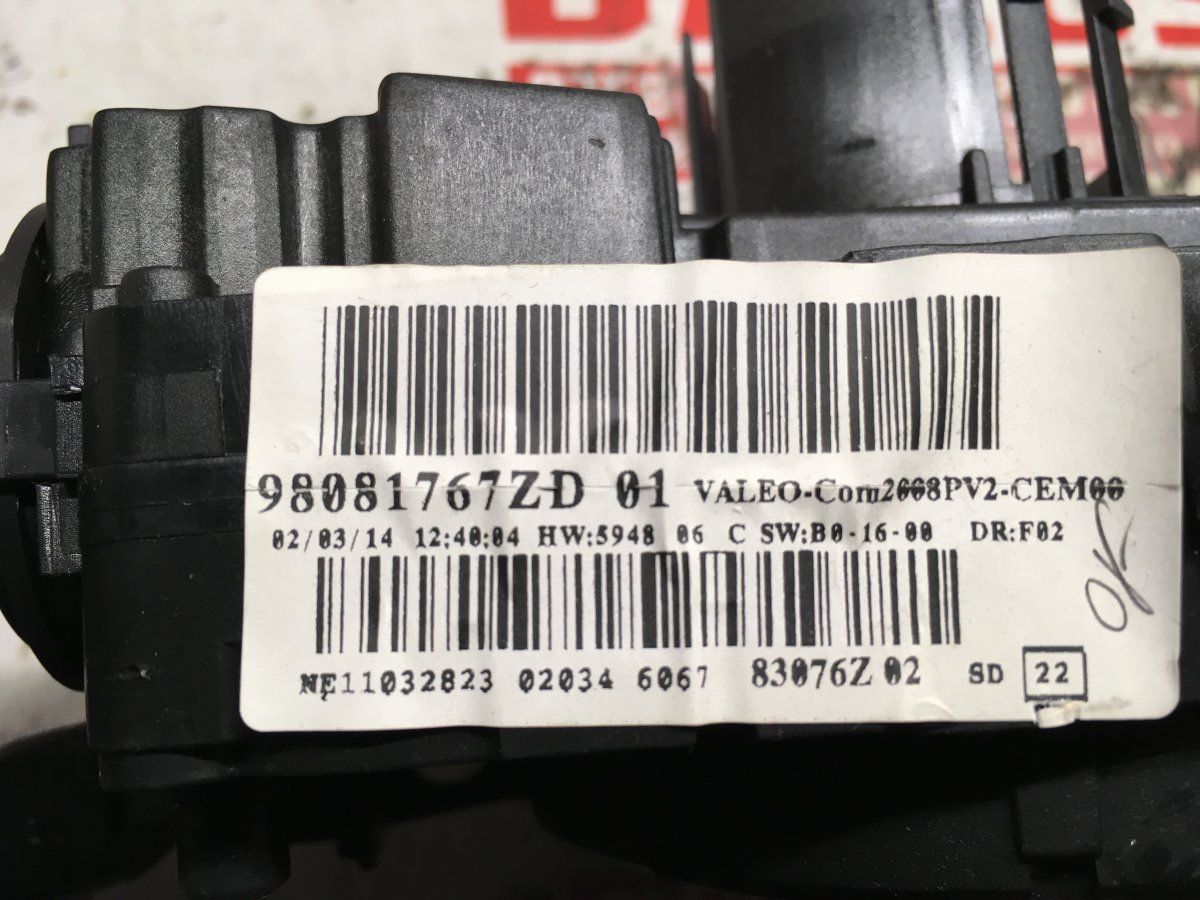 98081767ZD 01 VALEO-Com2008PV2-CEM00
02/03/14 12:40:04 HW:5948 06 C SW:B0-16-00 DR:F02
OK
NE11032823 02034 6067 83076Z 02 SD 22